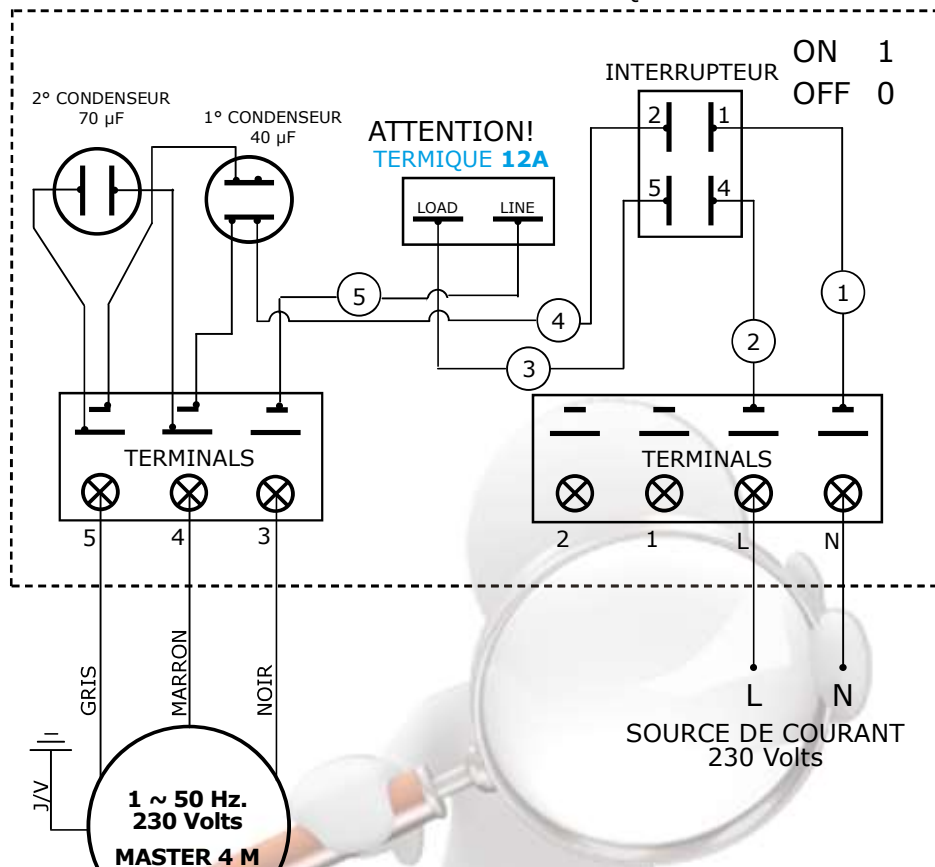 ON 1
OFF 0
INTERRUPTEUR
2° CONDENSEUR
70 µF
1° CONDENSEUR
40 µF
ATTENTION!
TERMIQUE 12A
2 1
5 4
LOAD LINE
5
4
3
2
1
TERMINALS
5 4 3
TERMINALS
2 1 L N
GRIS
MARRON
NOIR
J/V
L N
SOURCE DE COURANT
230 Volts
1 ~ 50 Hz.
230 Volts
MASTER 4 M